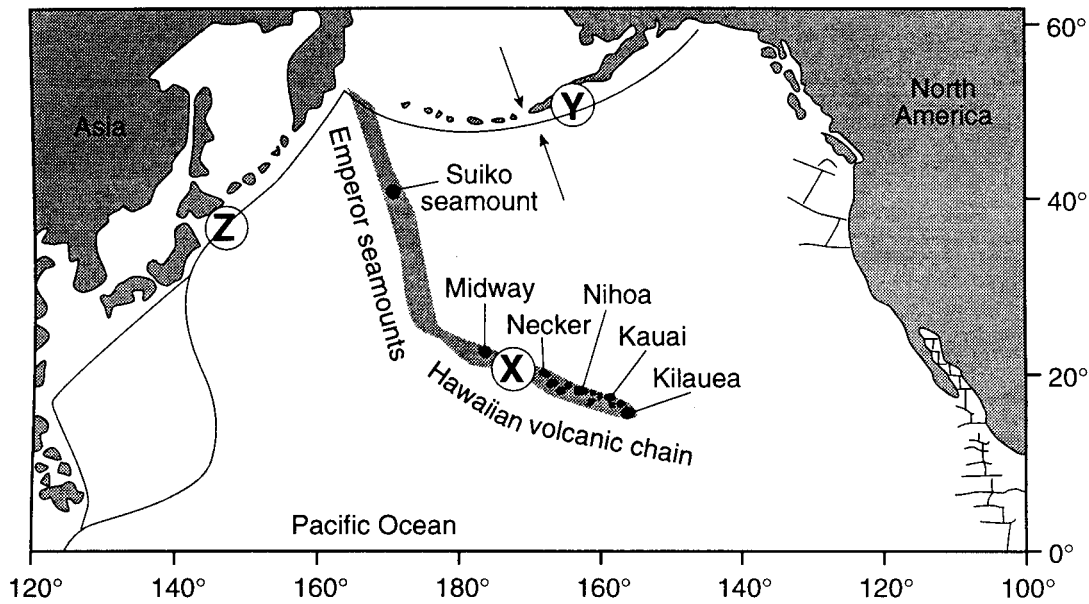 60°
Asia
North
America
Y
Suiko
seamount
40°
Z
Emperor seamounts
Midway
Nihoa
Necker
Kauai
X
Kilauea
20°
Hawaiian volcanic chain
Pacific Ocean
0°
120° 140° 160° 180° 160° 140° 120° 100°